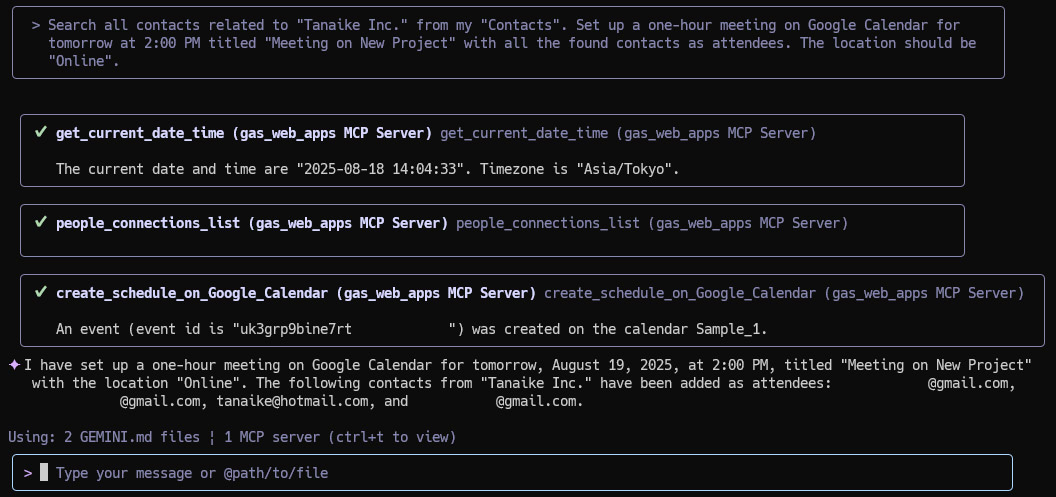 > Search all contacts related to "Tanaike Inc." from my "Contacts". Set up a one-hour meeting on Google Calendar for
tomorrow at 2:00 PM titled "Meeting on New Project" with all the found contacts as attendees. The location should be
"Online".
✔ get_current_date_time (gas_web_apps MCP Server) get_current_date_time (gas_web_apps MCP Server)
The current date and time are "2025-08-18 14:04:33". Timezone is "Asia/Tokyo".
✔ people_connections_list (gas_web_apps MCP Server) people_connections_list (gas_web_apps MCP Server)
✔ create_schedule_on_Google_Calendar (gas_web_apps MCP Server) create_schedule_on_Google_Calendar (gas_web_apps MCP Server)
An event (event id is "uk3grp9bine7rt ") was created on the calendar Sample_1.
✦ I have set up a one-hour meeting on Google Calendar for tomorrow, August 19, 2025, at 2:00 PM, titled "Meeting on New Project"
with the location "Online". The following contacts from "Tanaike Inc." have been added as attendees: @gmail.com,
@gmail.com, tanaike@hotmail.com, and @gmail.com.
Using: 2 GEMINI.md files ¦ 1 MCP server (ctrl+t to view)
> Type your message or @path/to/file